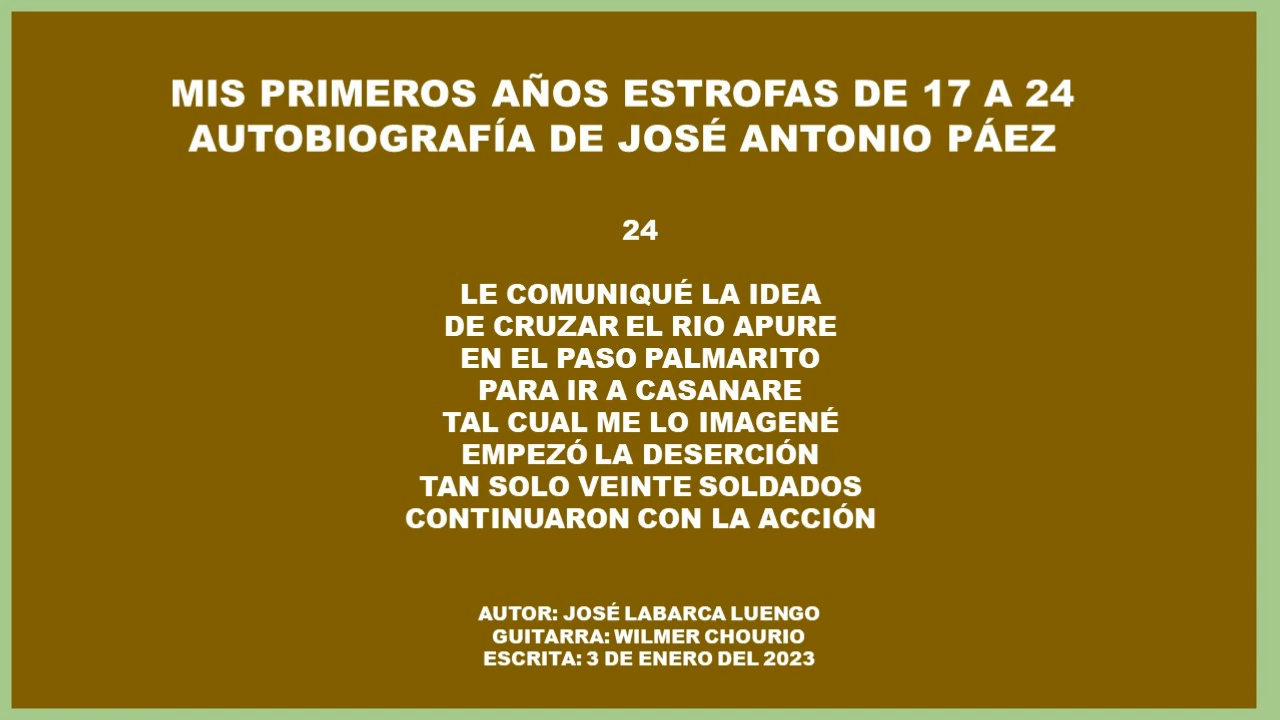 MIS PRIMEROS AÑOS ESTROFAS DE 17 A 24
AUTOBIOGRAFÍA DE JOSÉ ANTONIO PÁEZ
24
LE COMUNIQUÉ LA IDEA
DE CRUZAR EL RIO APURE
EN EL PASO PALMARITO
PARA IR A CASANARE
TAL CUAL ME LO IMAGENÉ
EMPEZÓ LA DESERCIÓN
TAN SOLO VEINTE SOLDADOS
CONTINUARON CON LA ACCIÓN
AUTOR: JOSÉ LABARCA LUENGO
GUITARRA: WILMER CHOURIO
ESCRITA: 3 DE ENERO DEL 2023